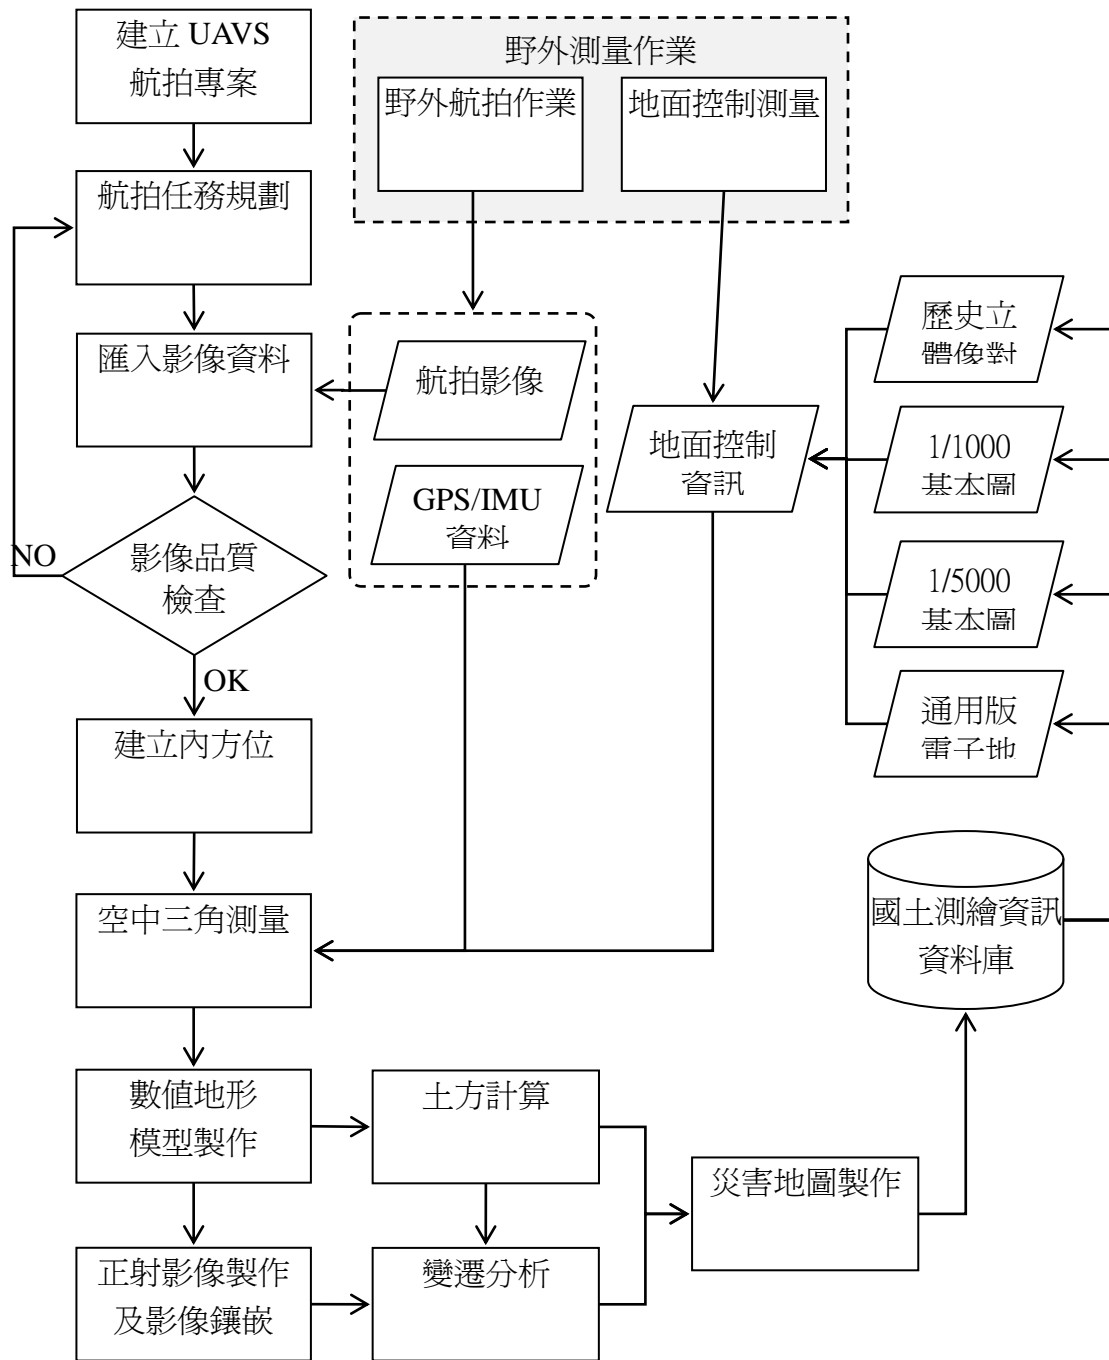 建立 UAVS
航拍專案
野外測量作業
野外航拍作業
地面控制測量
航拍任務規劃
匯入影像資料
航拍影像
GPS/IMU
資料
地面控制
資訊
歷史立
體像對
1/1000
基本圖
1/5000
基本圖
通用版
電子地
NO
影像品質
檢查
OK
建立內方位
空中三角測量
國土測繪資訊
資料庫
數值地形
模型製作
土方計算
災害地圖製作
正射影像製作
及影像鑲嵌
變遷分析